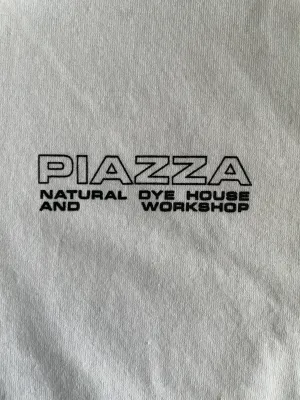 PIAZZA
NATURAL DYE HOUSE
AND WORKSHOP